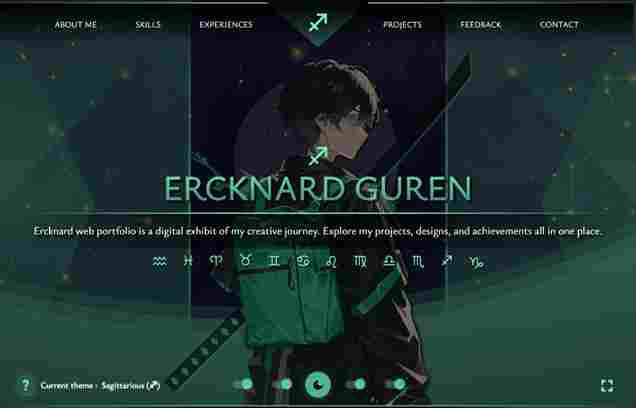 ABOUT ME SKILLS EXPERIENCES ♐ PROJECTS FEEDBACK CONTACT
♐
ERCKNARD GUREN
Ercknard web portfolio is a digital exhibit of my creative journey. Explore my projects, designs, and achievements all in one place.
♒ ♓ ♈ ♉ ♊ ♋ ♌ ♍ ♎ ♏ ♐ ♑
? Current theme : Sagittarious (♐)